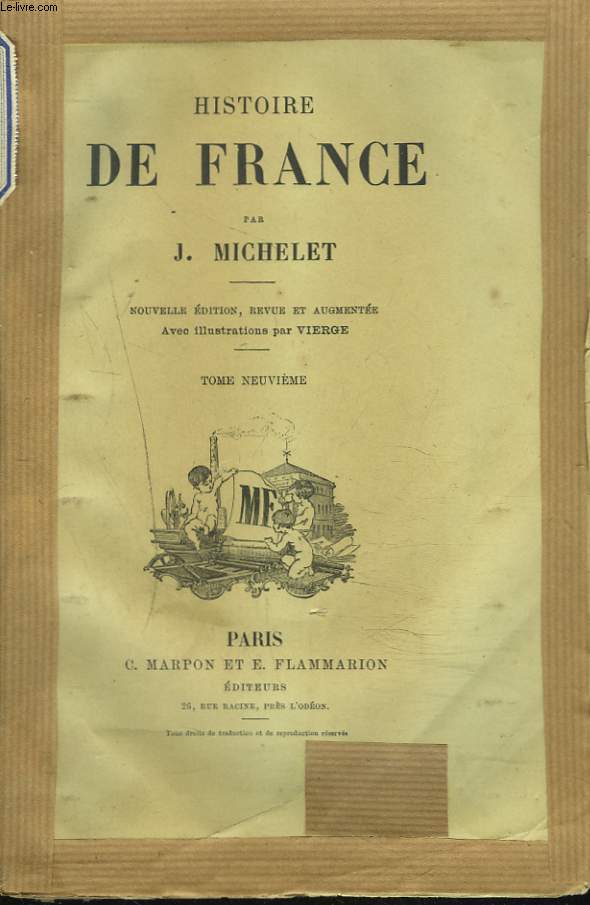 Le-livre.com
HISTOIRE
DE FRANCE
PAR
J. MICHELET
NOUVELLE ÉDITION, REVUE ET AUGMENTÉE
Avec illustrations par VIERGE
TOME NEUVIÈME
MF
PARIS
C. MARPON ET E. FLAMMARION
ÉDITEURS
26, RUE RACINE, PRÈS L'ODÉON.
Tous droits de traduction et de reproduction réservés